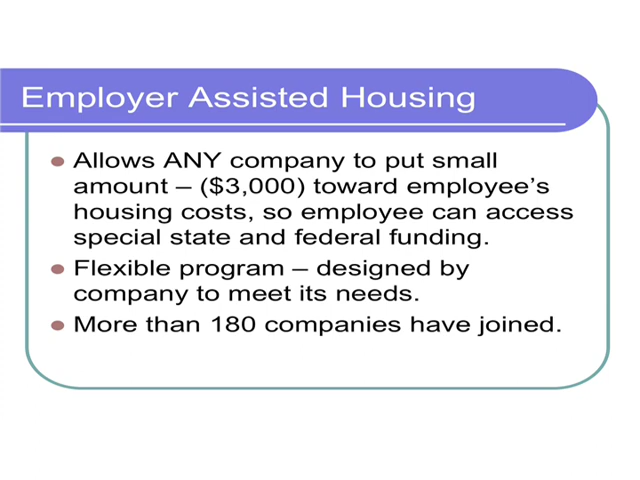 Employer Assisted Housing
Allows ANY company to put small
amount – ($3,000) toward employee’s
housing costs, so employee can access
special state and federal funding.
Flexible program – designed by
company to meet its needs.
More than 180 companies have joined.